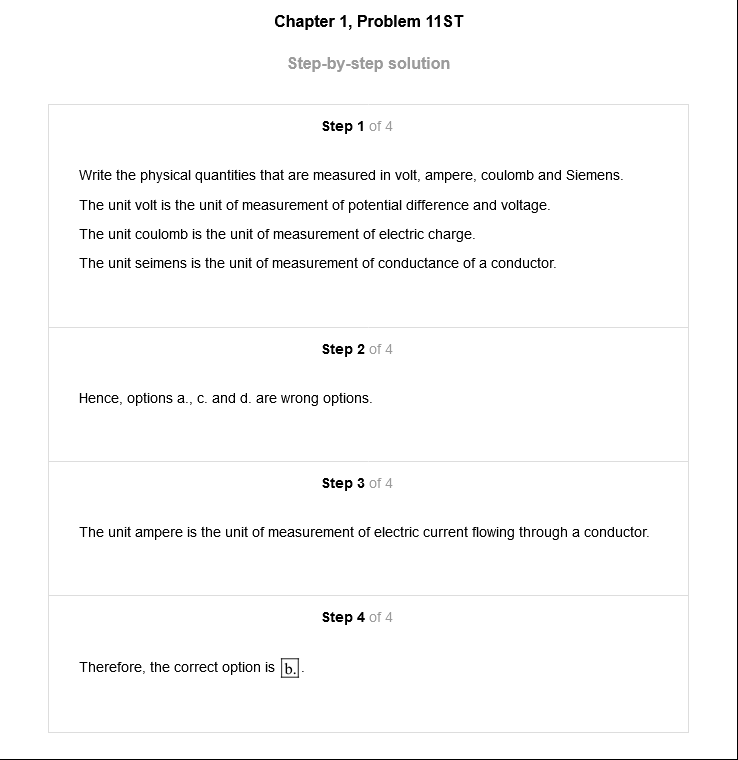 Chapter 1, Problem 11ST
Step-by-step solution
Step 1 of 4
Write the physical quantities that are measured in volt, ampere, coulomb and Siemens.
The unit volt is the unit of measurement of potential difference and voltage.
The unit coulomb is the unit of measurement of electric charge.
The unit seimens is the unit of measurement of conductance of a conductor.
Step 2 of 4
Hence, options a., c. and d. are wrong options.
Step 3 of 4
The unit ampere is the unit of measurement of electric current flowing through a conductor.
Step 4 of 4
Therefore, the correct option is b..